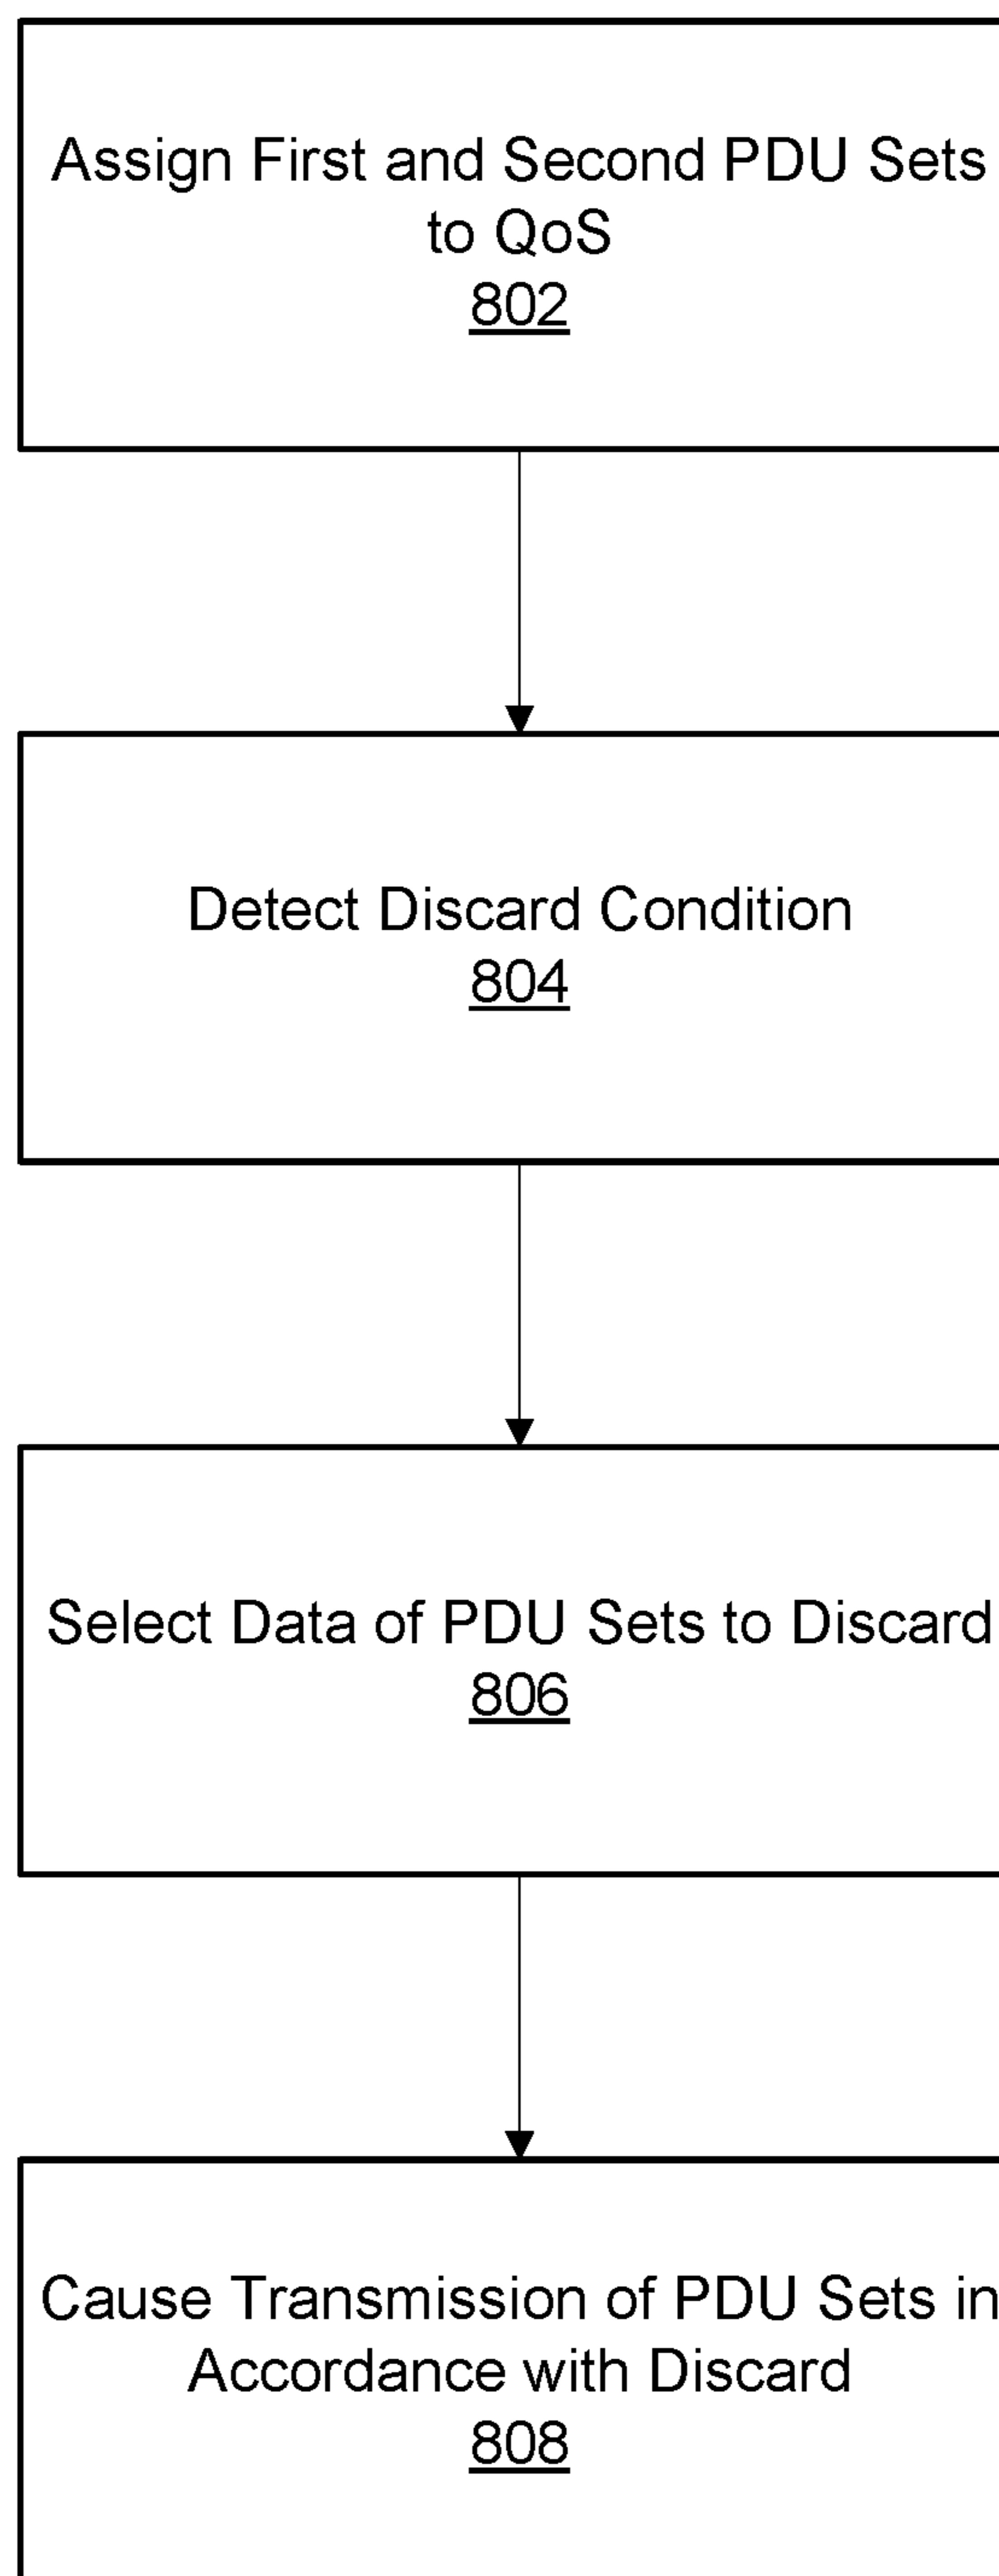 Assign First and Second PDU Sets
to QoS
802
Detect Discard Condition
804
Select Data of PDU Sets to Discard
806
Cause Transmission of PDU Sets in
Accordance with Discard
808